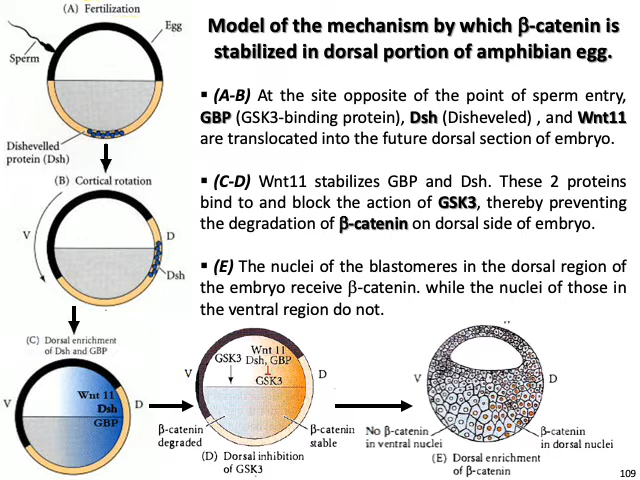 (A) Fertilization
Egg
Sperm
Dishevelled
protein (Dsh)
(B) Cortical rotation
V
D
Dsh
(C) Dorsal enrichment
of Dsh and GBP
V
D
Wnt 11
Dsh
GBP
Model of the mechanism by which β-catenin is
stabilized in dorsal portion of amphibian egg.
▪ (A-B) At the site opposite of the point of sperm entry,
GBP (GSK3-binding protein), Dsh (Disheveled) , and Wnt11
are translocated into the future dorsal section of embryo.
▪ (C-D) Wnt11 stabilizes GBP and Dsh. These 2 proteins
bind to and block the action of GSK3, thereby preventing
the degradation of β-catenin on dorsal side of embryo.
▪ (E) The nuclei of the blastomeres in the dorsal region of
the embryo receive β-catenin. while the nuclei of those in
the ventral region do not.
Wnt 11
GSK3 Dsh, GBP
GSK3
V
D
β-catenin
degraded
β-catenin
stable
(D) Dorsal inhibition
of GSK3
V
D
No β-catenin
in ventral nuclei
β-catenin
in dorsal nuclei
(E) Dorsal enrichment
of β-catenin
109